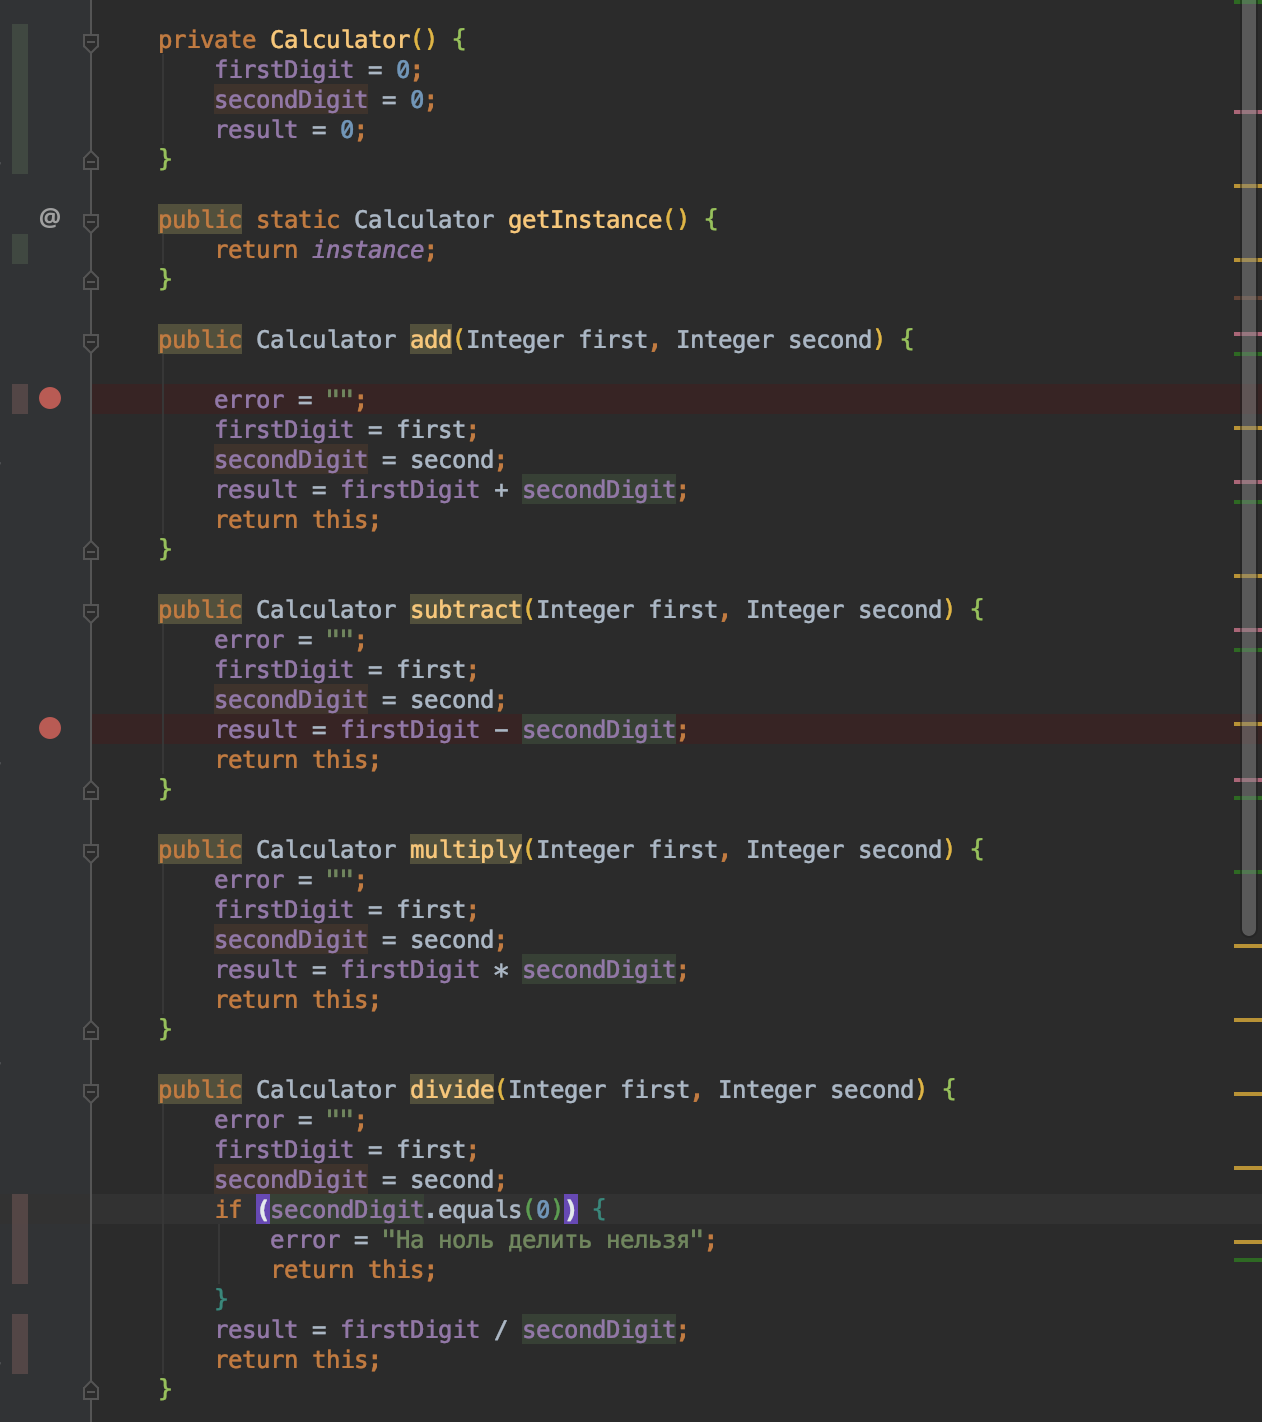 private Calculator() {
firstDigit = 0;
secondDigit = 0;
result = 0;
}
@ public static Calculator getInstance() {
return instance;
}
public Calculator add(Integer first, Integer second) {
error = "";
firstDigit = first;
secondDigit = second;
result = firstDigit + secondDigit;
return this;
}
public Calculator subtract(Integer first, Integer second) {
error = "";
firstDigit = first;
secondDigit = second;
result = firstDigit - secondDigit;
return this;
}
public Calculator multiply(Integer first, Integer second) {
error = "";
firstDigit = first;
secondDigit = second;
result = firstDigit * secondDigit;
return this;
}
public Calculator divide(Integer first, Integer second) {
error = "";
firstDigit = first;
secondDigit = second;
if (secondDigit.equals(0)) {
error = "На ноль делить нельзя";
return this;
}
result = firstDigit / secondDigit;
return this;
}